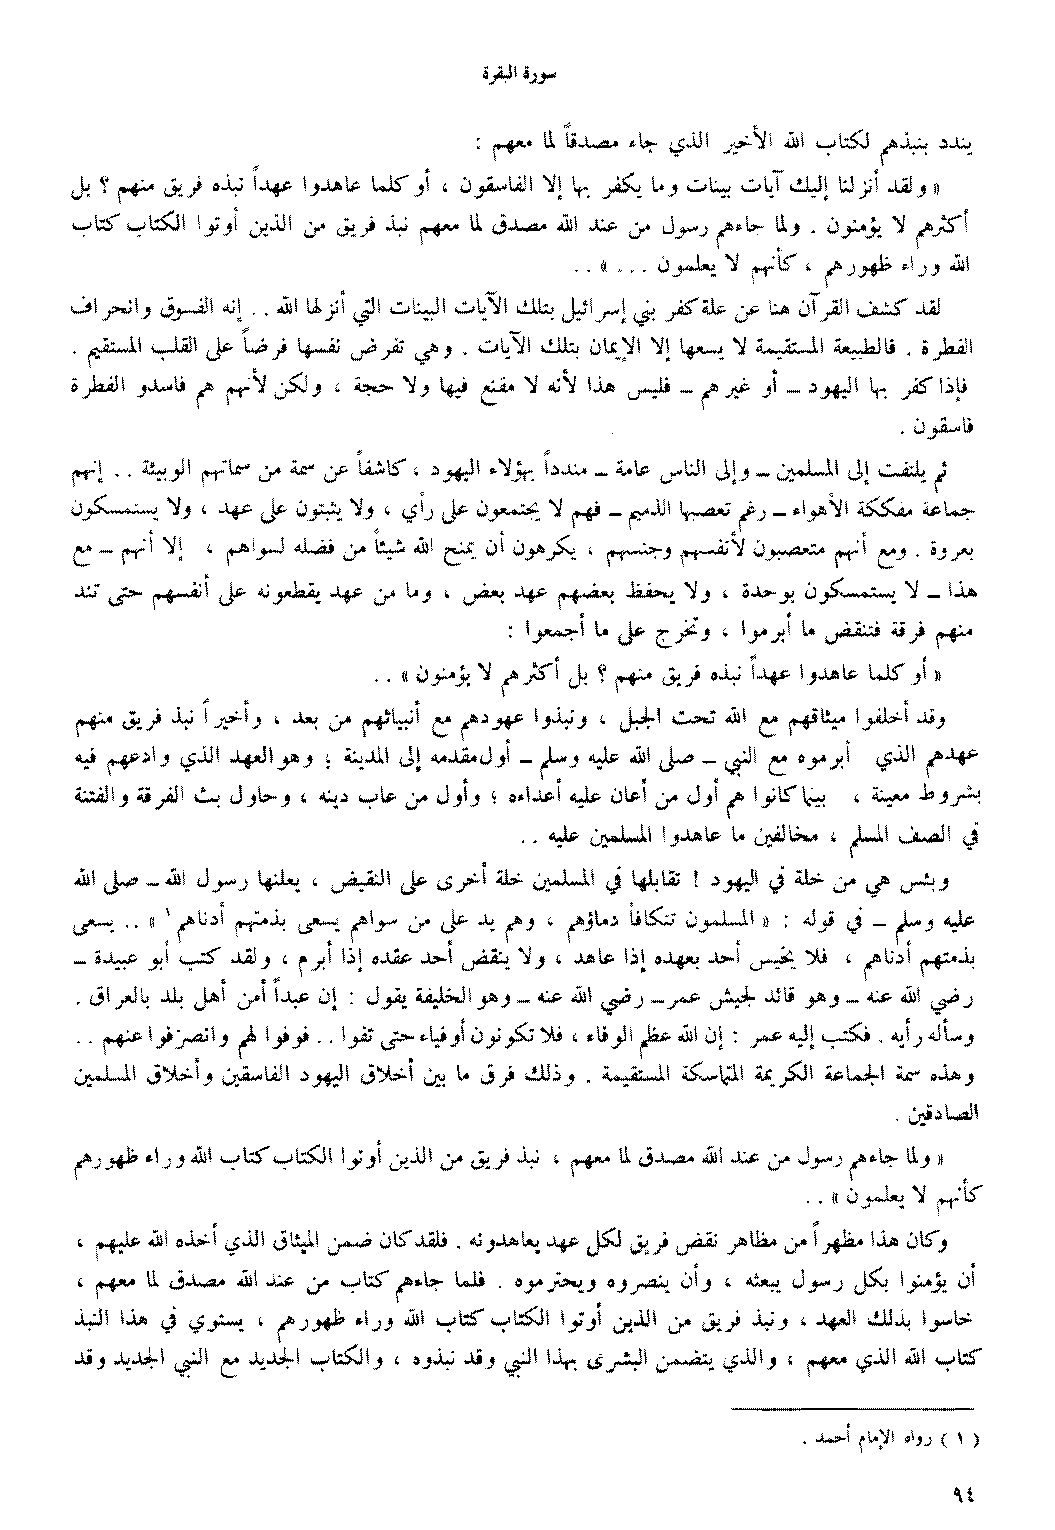 سورة البقرة
يندد بنبذهم لكتاب الله الأخير الذي جاء مصدقاً لما معهم :
« ولقد أنزلنا إليك آيات بينات وما يكفر بها إلا الفاسقون ، أو كلما عاهدوا عهداً نبذه فريق منهم ؟ بل
أكثرهم لا يؤمنون . ولما جاءهم رسول من عند الله مصدق لما معهم نبذ فريق من الذين أوتوا الكتاب كتاب
الله وراء ظهورهم ، كأنهم لا يعلمون ... » ..
لقد كشف القرآن هنا عن علة كفر بني إسرائيل بتلك الآيات البينات التي أنزلها الله .. إنه الفسوق وانحراف
الفطرة . فالطبيعة المستقيمة لا يسعها إلا الإيمان بتلك الآيات . وهي تفرض نفسها فرضاً على القلب المستقيم .
فإذا كفر بها اليهود – أو غيرهم – فليس هذا لأنه لا مقنع فيها ولا حجة ، ولكن لأنهم هم فاسدو الفطرة
فاسقون .
ثم يلتفت إلى المسلمين – وإلى الناس عامة – مندداً بهؤلاء اليهود ، كاشفاً عن سمة من سماتهم الوبيئة .. إنهم
جماعة مفككة الأهواء – رغم تعصبها الذميم – فهم لا يجتمعون على رأي ، ولا يثبتون على عهد ، ولا يستمسكون
بعروة . ومع أنهم متعصبون لأنفسهم وجنسهم ، يكرهون أن يمنح الله شيئاً من فضله لسواهم ، إلا أنهم – مع
هذا – لا يستمسكون بوحدة ، ولا يحفظ بعضهم عهد بعض ، وما من عهد يقطعونه على أنفسهم حتى تند
منهم فرقة فتنقض ما أبرموا ، وتخرج على ما أجمعوا :
« أو كلما عاهدوا عهداً نبذه فريق منهم ؟ بل أكثرهم لا يؤمنون » ..
وقد أخلفوا ميثاقهم مع الله تحت الجبل ، ونبذوا عهودهم مع أنبيائهم من بعد ، وأخيراً نبذ فريق منهم
عهدهم الذي أبرموه مع النبي – صلى الله عليه وسلم – أول مقدمه إلى المدينة ؛ وهو العهد الذي وادعهم فيه
بشروط معينة ، بينما كانوا هم أول من أعان عليه أعداءه ؛ وأول من عاب دينه ، وحاول بث الفرقة والفتنة
في الصف المسلم ، مخالفين ما عاهدوا المسلمين عليه ..
وبئس هي من خلة في اليهود ! تقابلها في المسلمين خلة أخرى على النقيض ، يعلنها رسول الله – صلى الله
عليه وسلم – في قوله : « المسلمون تتكافأ دماؤهم ، وهم يد على من سواهم يسعى بذمتهم أدناهم ١ » .. يسعى
بذمتهم أدناهم ، فلا يخيس أحد بعهده إذا عاهد ، ولا ينقض أحد عقده إذا أبرم ، ولقد كتب أبو عبيدة –
رضي الله عنه – وهو قائد لجيش عمر – رضي الله عنه – وهو الخليفة يقول : إن عبداً أمن أهل بلد بالعراق .
وسأله رأيه . فكتب إليه عمر : إن الله عظم الوفاء ، فلا تكونون أوفياء حتى تفوا .. فوفوا لهم وانصرفوا عنهم ..
وهذه سمة الجماعة الكريمة المتماسكة المستقيمة . وذلك فرق ما بين أخلاق اليهود الفاسقين وأخلاق المسلمين
الصادقين .
« ولما جاءهم رسول من عند الله مصدق لما معهم ، نبذ فريق من الذين أوتوا الكتاب كتاب الله وراء ظهورهم
كأنهم لا يعلمون » ..
وكان هذا مظهراً من مظاهر نقض فريق لكل عهد يعاهدونه . فلقد كان ضمن الميثاق الذي أخذه الله عليهم ،
أن يؤمنوا بكل رسول يبعثه ، وأن ينصروه ويحترموه . فلما جاءهم كتاب من عند الله مصدق لما معهم ،
خاسوا بذلك العهد ، ونبذ فريق من الذين أوتوا الكتاب كتاب الله وراء ظهورهم ، يستوي في هذا النبذ
كتاب الله الذي معهم ، والذي يتضمن البشرى بهذا النبي وقد نبذوه ، والكتاب الجديد مع النبي الجديد وقد
( ١ ) رواه الإمام أحمد .
٩٤